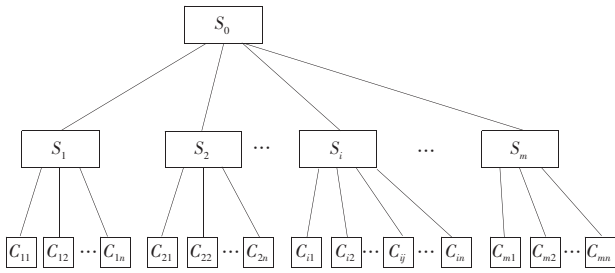 S₀
S₁ S₂ ··· Sᵢ ··· Sₘ
C₁₁ C₁₂ ··· C₁ₙ C₂₁ C₂₂ ··· C₂ₙ Cᵢ₁ Cᵢ₂ ··· Cᵢⱼ ··· Cᵢₙ Cₘ₁ Cₘ₂ ··· Cₘₙ